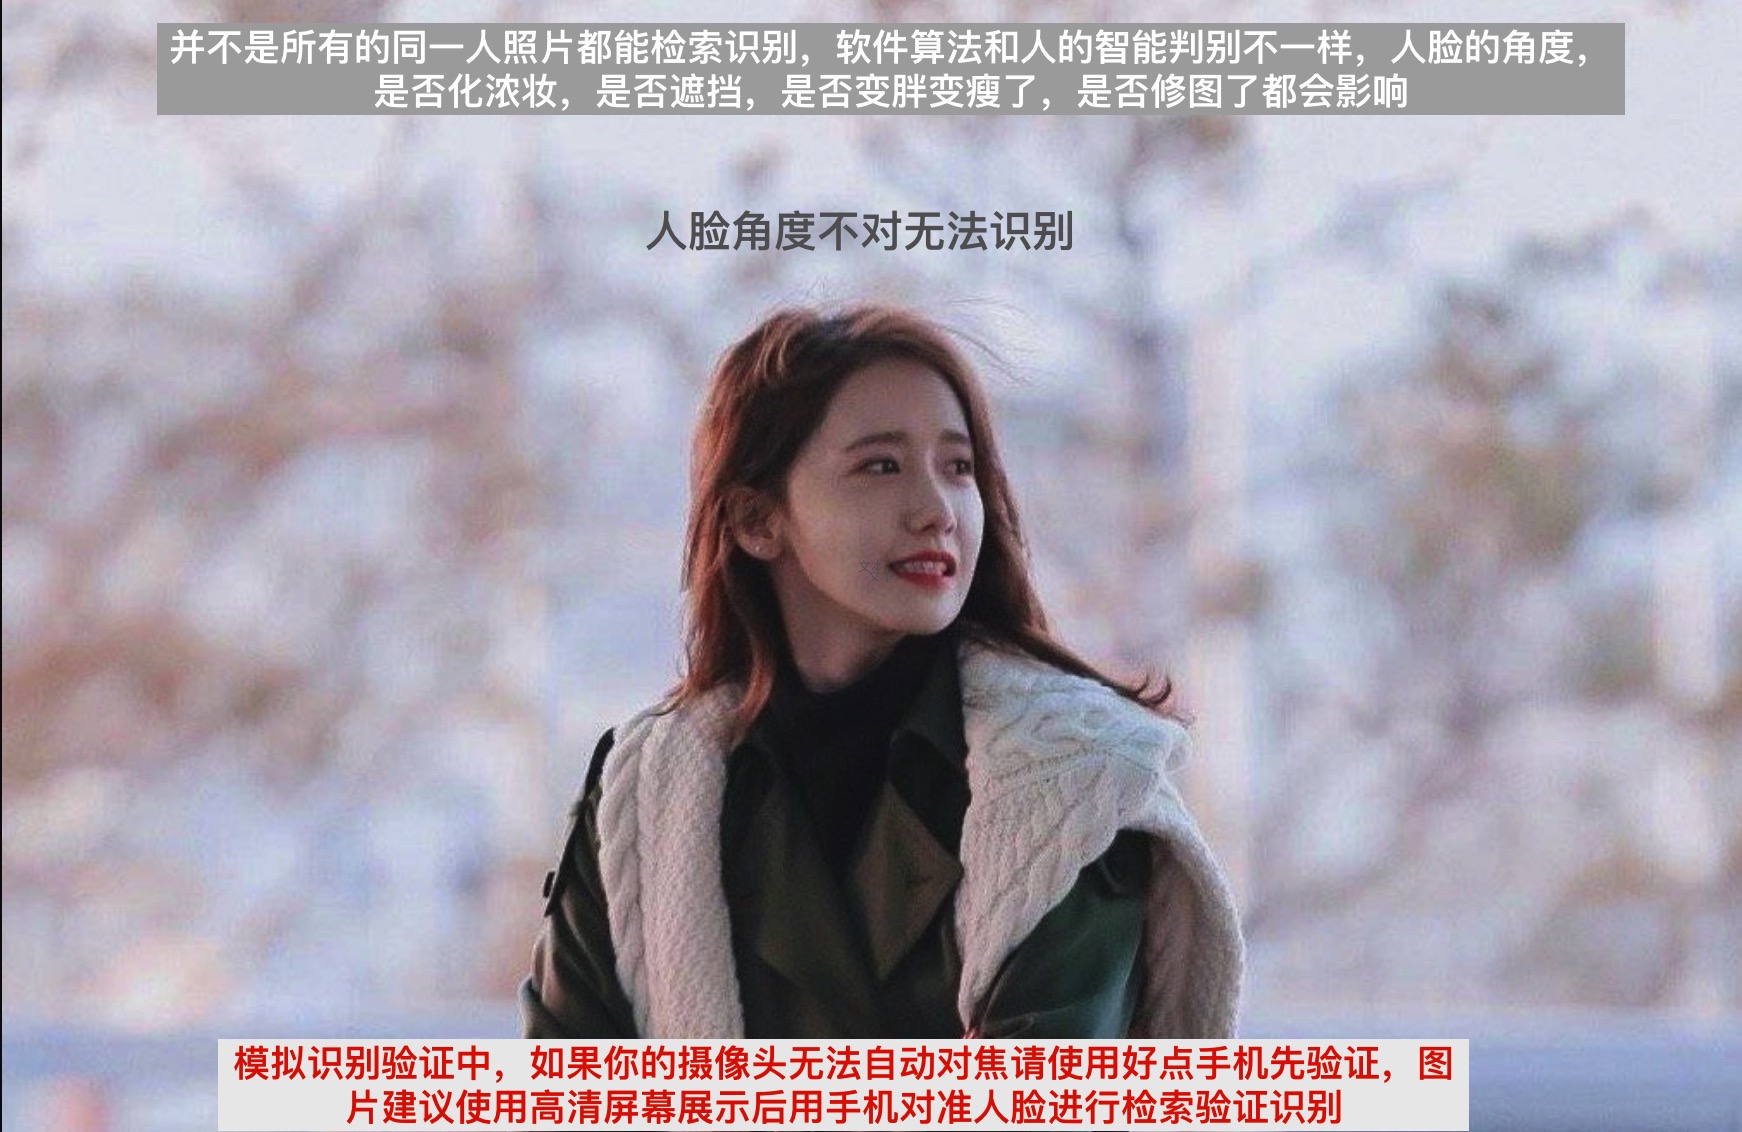 并不是所有的同一人照片都能检索识别，软件算法和人的智能判别不一样，人脸的角度，
是否化浓妆，是否遮挡，是否变胖变瘦了，是否修图了都会影响
人脸角度不对无法识别
模拟识别验证中，如果你的摄像头无法自动对焦请使用好点手机先验证，图
片建议使用高清屏幕展示后用手机对准人脸进行检索验证识别